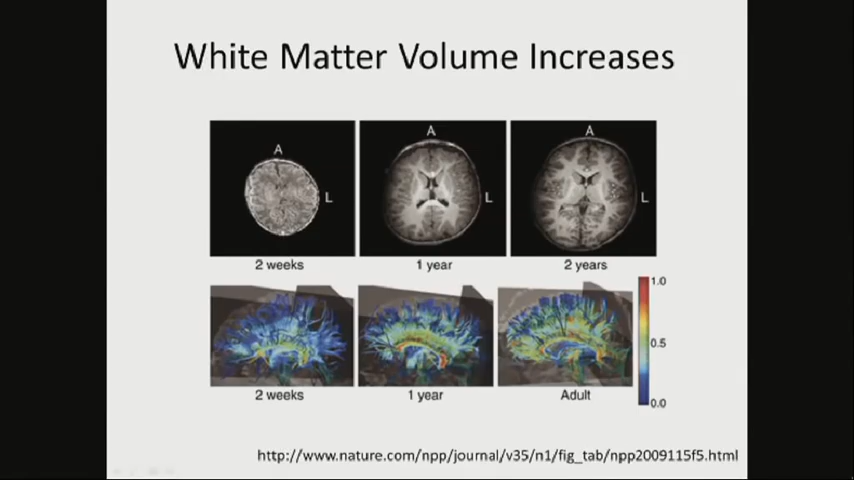 White Matter Volume Increases
A A A
L L L
2 weeks 1 year 2 years
1.0
0.5
0.0
2 weeks 1 year Adult
http://www.nature.com/npp/journal/v35/n1/fig_tab/npp2009115f5.html